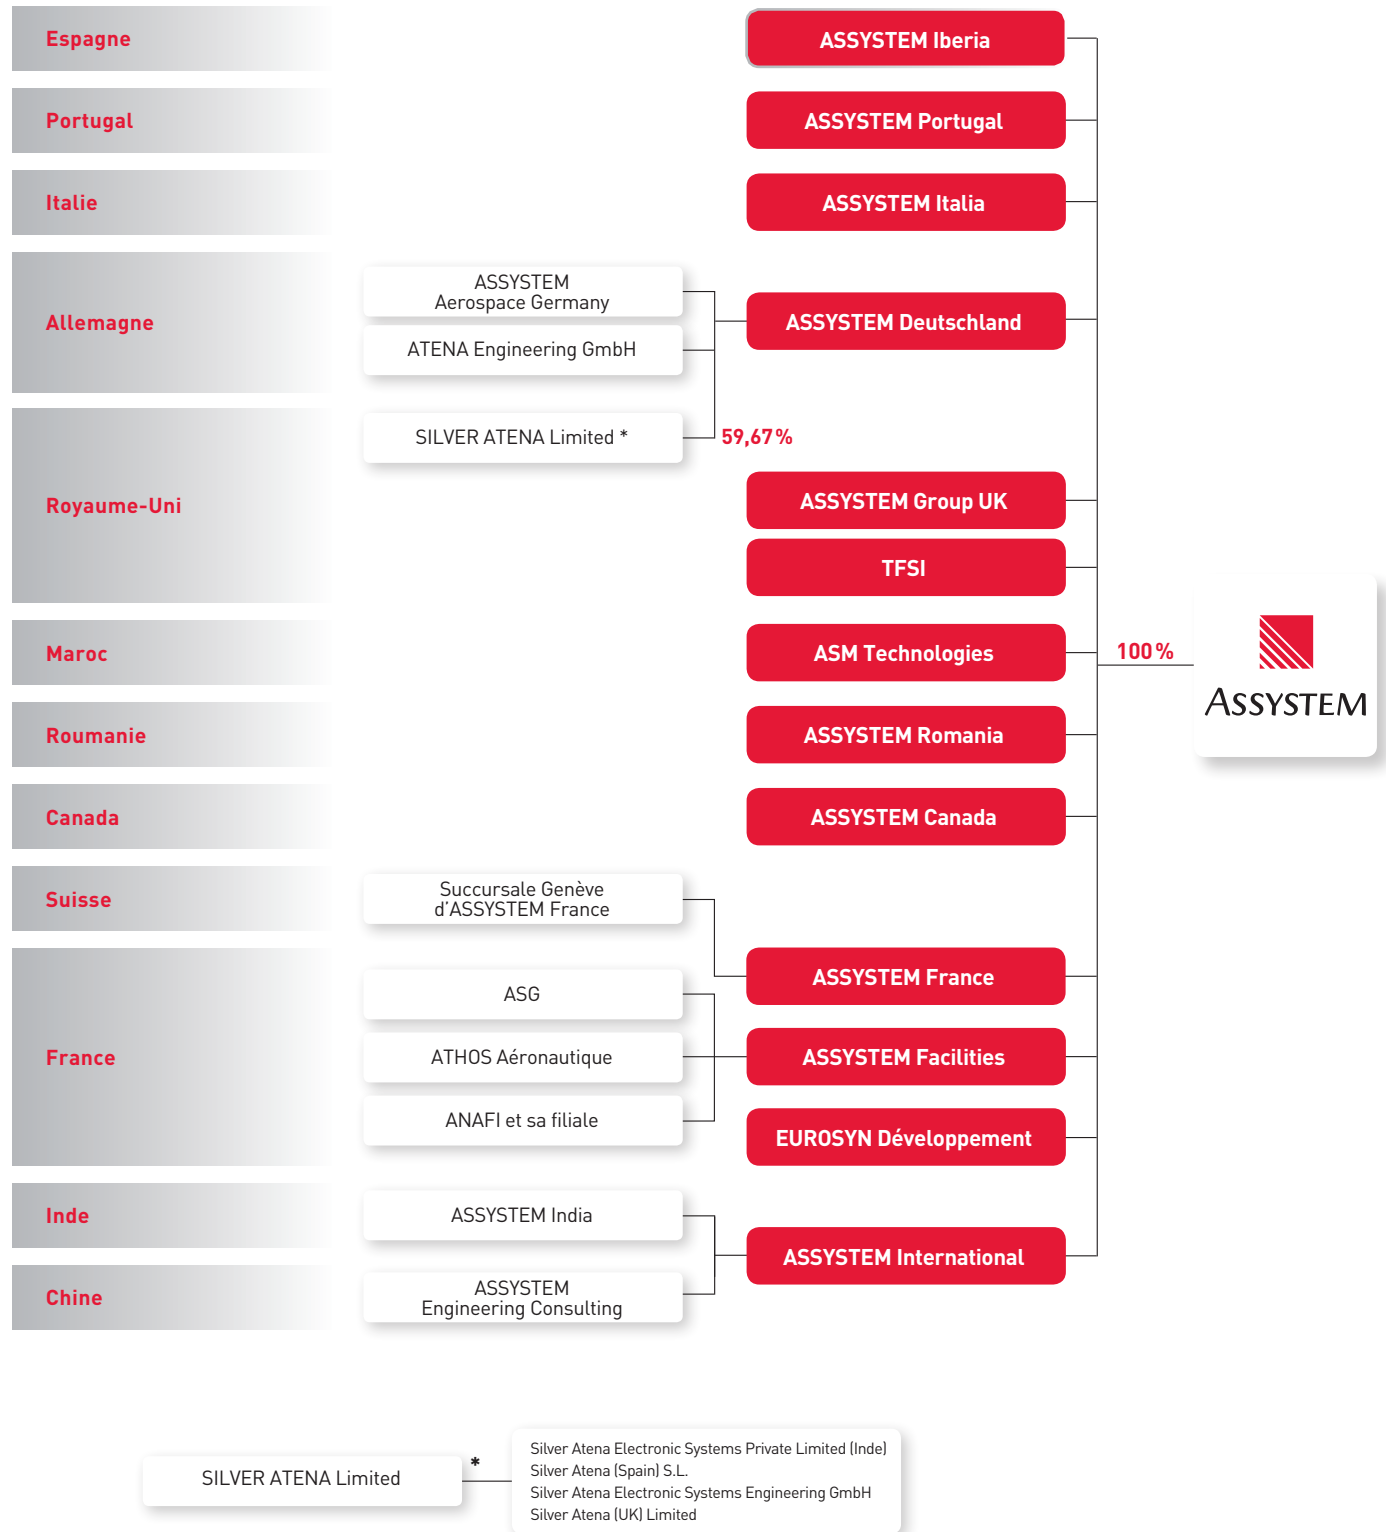 Espagne
ASSYSTEM Iberia
Portugal
ASSYSTEM Portugal
Italie
ASSYSTEM Italia
Allemagne
ASSYSTEM
Aerospace Germany
ATENA Engineering GmbH
ASSYSTEM Deutschland
SILVER ATENA Limited *
59,67%
Royaume-Uni
ASSYSTEM Group UK
TFSI
Maroc
ASM Technologies
100%
ASSYSTEM
Roumanie
ASSYSTEM Romania
Canada
ASSYSTEM Canada
Suisse
Succursale Genève
d'ASSYSTEM France
ASSYSTEM France
France
ASG
ATHOS Aéronautique
ANAFI et sa filiale
ASSYSTEM Facilities
EUROSYN Développement
Inde
ASSYSTEM India
ASSYSTEM International
Chine
ASSYSTEM
Engineering Consulting
SILVER ATENA Limited
*
Silver Atena Electronic Systems Private Limited (Inde)
Silver Atena (Spain) S.L.
Silver Atena Electronic Systems Engineering GmbH
Silver Atena (UK) Limited